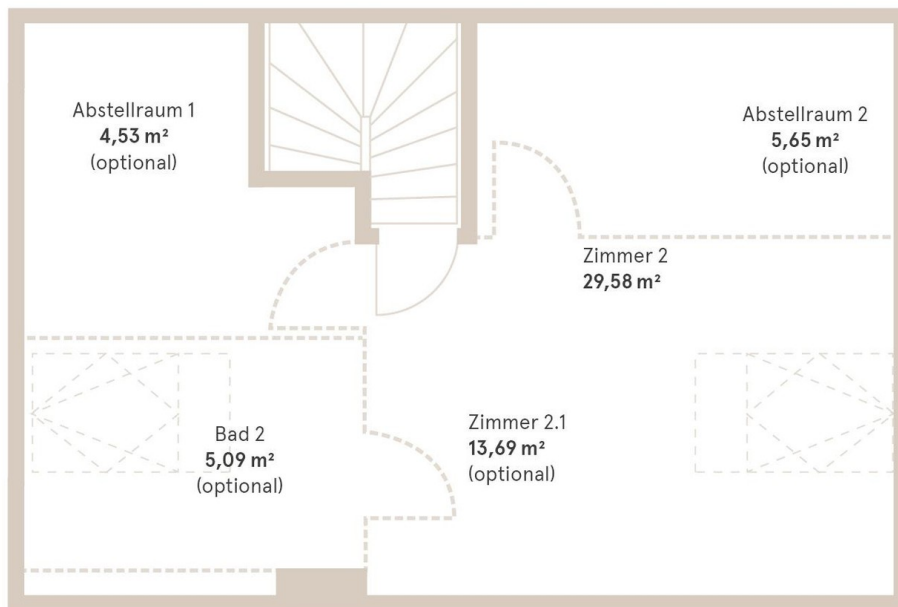 Abstellraum 1
4,53 m²
(optional)
Abstellraum 2
5,65 m²
(optional)
Zimmer 2
29,58 m²
Zimmer 2.1
13,69 m²
(optional)
Bad 2
5,09 m²
(optional)